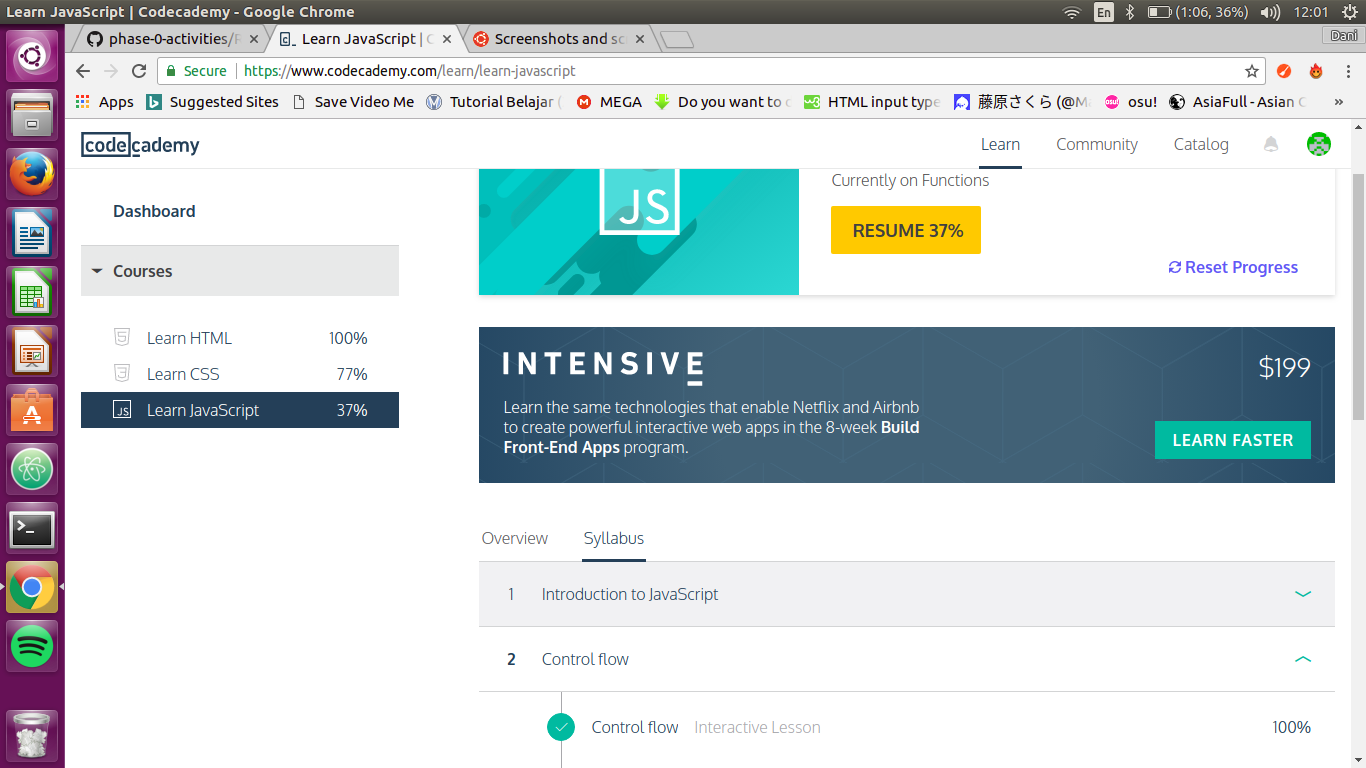 Learn JavaScript | Codecademy - Google Chrome
En
(1:06, 36%)
12:01
phase-0-activities/
Learn JavaScript | C
Screenshots and sc
Dani
Secure
https://www.codecademy.com/learn/learn-javascript
Apps
Suggested Sites
Save Video Me
Tutorial Belajar (
MEGA
Do you want to
HTML input type
藤原さくら (@Ma
osu!
AsiaFull - Asian C
»
codecademy
Learn
Community
Catalog
Dashboard
Courses
Learn HTML 100%
Learn CSS 77%
JS Learn JavaScript 37%
JS
Currently on Functions
RESUME 37%
Reset Progress
INTENSIVE
$199
Learn the same technologies that enable Netflix and Airbnb
to create powerful interactive web apps in the 8-week Build
Front-End Apps program.
LEARN FASTER
Overview
Syllabus
1 Introduction to JavaScript
2 Control flow
Control flow Interactive Lesson 100%